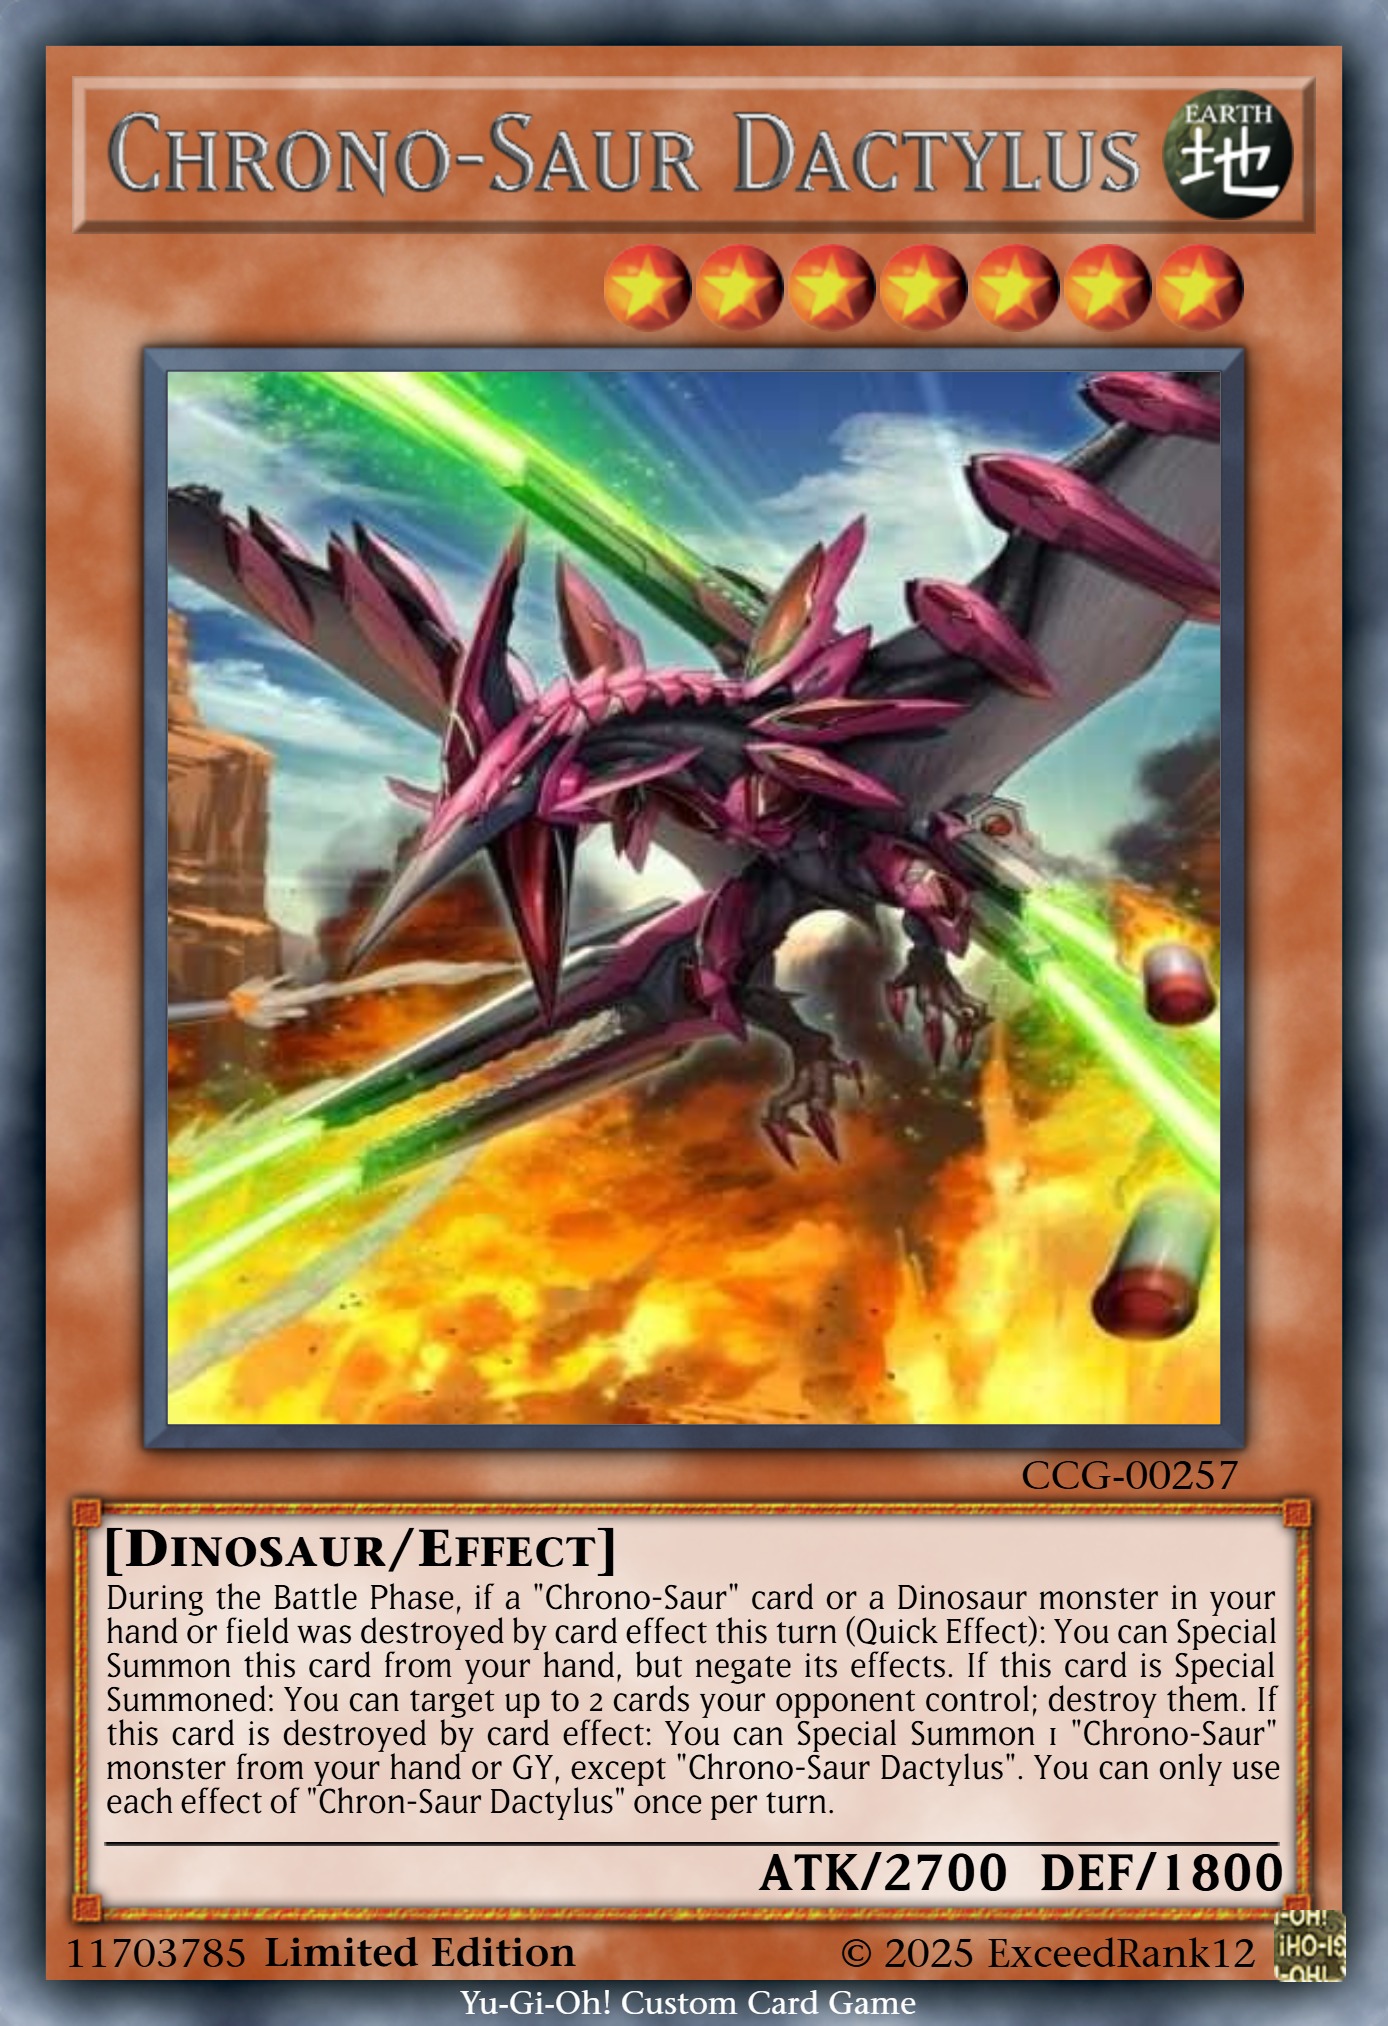 Chrono-Saur Dactylus
EARTH
地
CCG-00257
[Dinosaur/Effect]
During the Battle Phase, if a "Chrono-Saur" card or a Dinosaur monster in your
hand or field was destroyed by card effect this turn (Quick Effect): You can Special
Summon this card from your hand, but negate its effects. If this card is Special
Summoned: You can target up to 2 cards your opponent control; destroy them. If
this card is destroyed by card effect: You can Special Summon 1 "Chrono-Saur"
monster from your hand or GY, except "Chrono-Saur Dactylus". You can only use
each effect of "Chron-Saur Dactylus" once per turn.
ATK/2700 DEF/1800
11703785 Limited Edition
© 2025 ExceedRank12
Yu-Gi-Oh! Custom Card Game